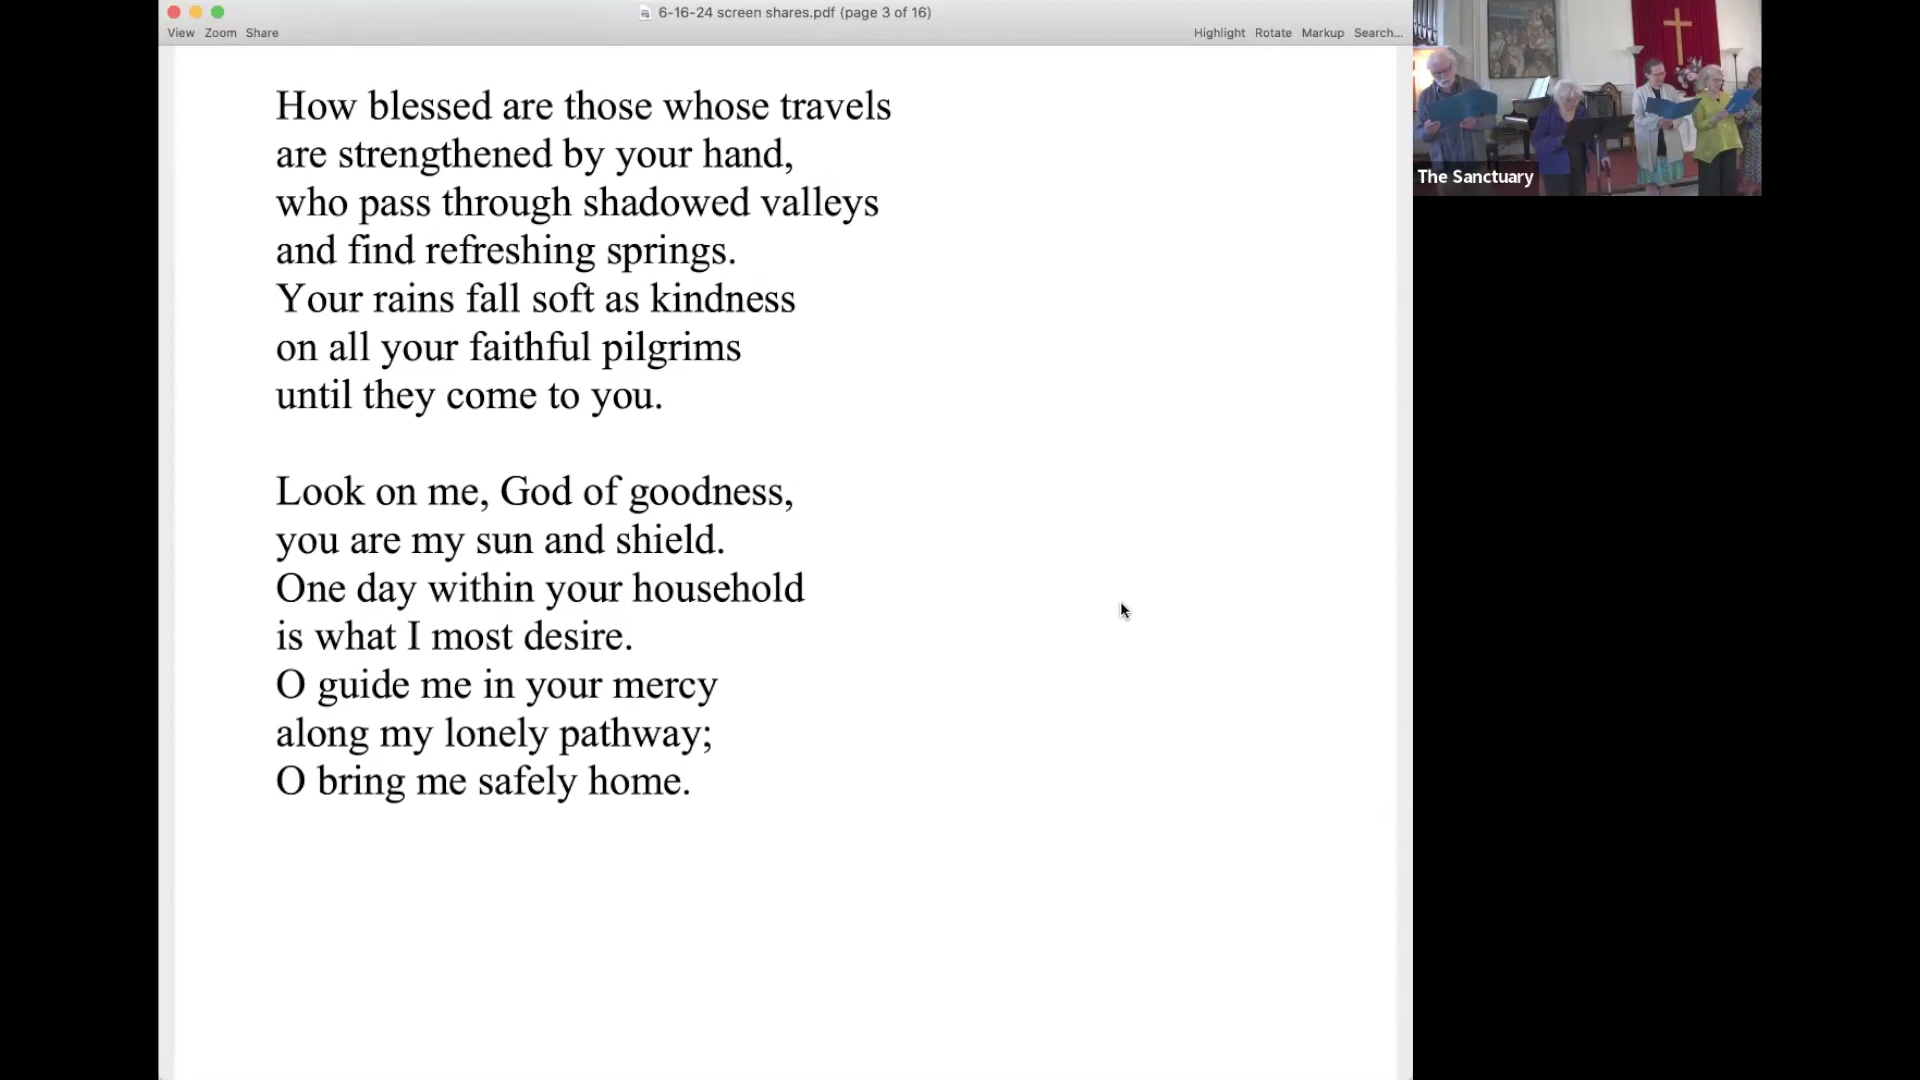 6-16-24 screen shares.pdf (page 3 of 16)
View Zoom Share
Highlight Rotate Markup Search...
How blessed are those whose travels
are strengthened by your hand,
who pass through shadowed valleys
and find refreshing springs.
Your rains fall soft as kindness
on all your faithful pilgrims
until they come to you.
Look on me, God of goodness,
you are my sun and shield.
One day within your household
is what I most desire.
O guide me in your mercy
along my lonely pathway;
O bring me safely home.
The Sanctuary